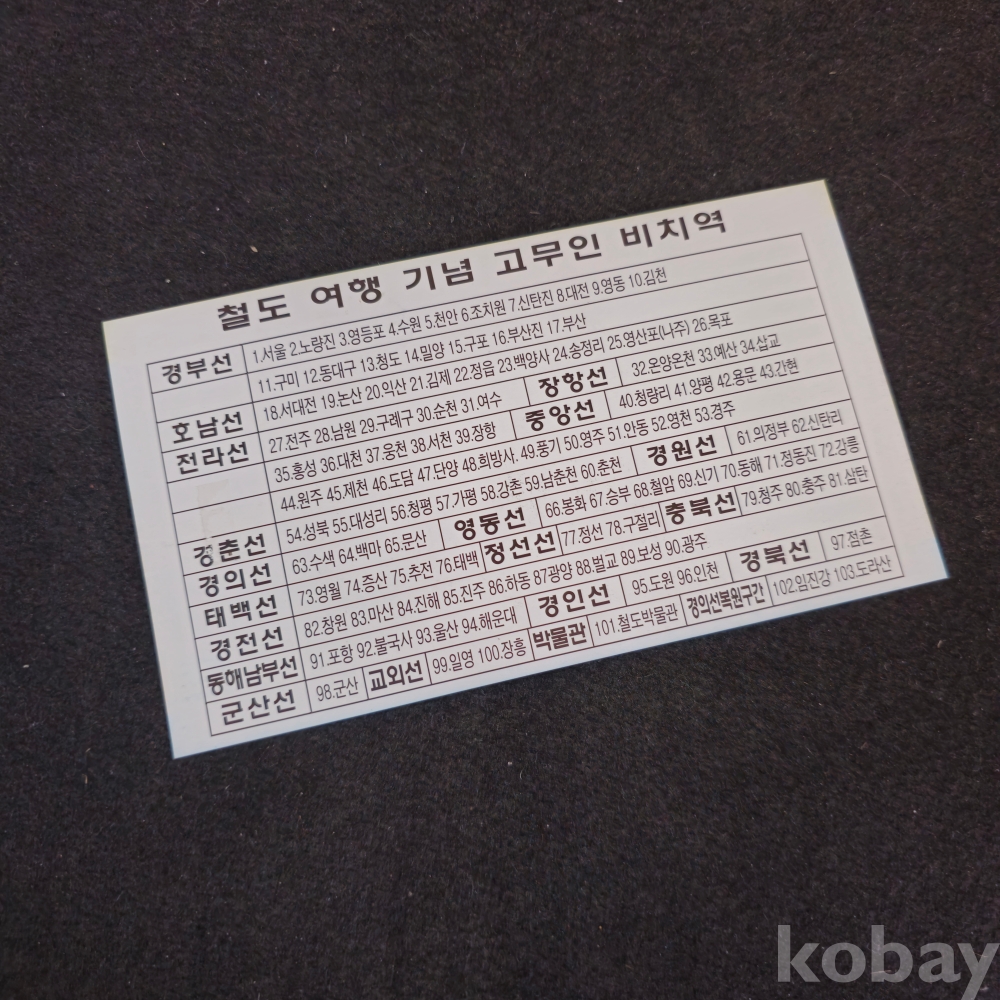 철도 여행 기념 고무인 비치역
경부선 1.서울 2.노량진 3.영등포 4.수원 5.천안 6.조치원 7.신탄진 8.대전 9.영동 10.김천
11.구미 12.동대구 13.청도 14.밀양 15.구포 16.부산진 17.부산
호남선 18.서대전 19.논산 20.익산 21.김제 22.정읍 23.백양사 24.송정리 25.영산포(나주) 26.목포
전라선 27.전주 28.남원 29.구례구 30.순천 31.여수 장항선 32.온양온천 33.예산 34.삽교
35.홍성 36.대천 37.웅천 38.서천 39.장항 중앙선 40.청량리 41.양평 42.용문 43.간현
44.원주 45.제천 46.도담 47.단양 48.희방사. 49.풍기 50.영주 51.안동 52.영천 53.경주
경춘선 54.성북 55.대성리 56.청평 57.가평 58.강촌 59.남춘천 60.춘천 경원선 61.의정부 62.신탄리
경의선 63.수색 64.백마 65.문산 영동선 66.봉화 67.승부 68.철암 69.신기 70.동해 71.정동진 72.강릉
태백선 73.영월 74.증산 75.추전 76.태백 정선선 77.정선 78.구절리 충북선 79.청주 80.충주 81.삼탄
경전선 82.창원 83.마산 84.진해 85.진주 86.하동 87광양 88.벌교 89.보성 90.광주
동해남부선 91.포항 92.불국사 93.울산 94.해운대 경인선 95.도원 96.인천 경북선 97.점촌
군산선 98.군산 교외선 99.일영 100.장흥 박물관 101.철도박물관 경의선복원구간 102.임진강 103.도라산
kobay